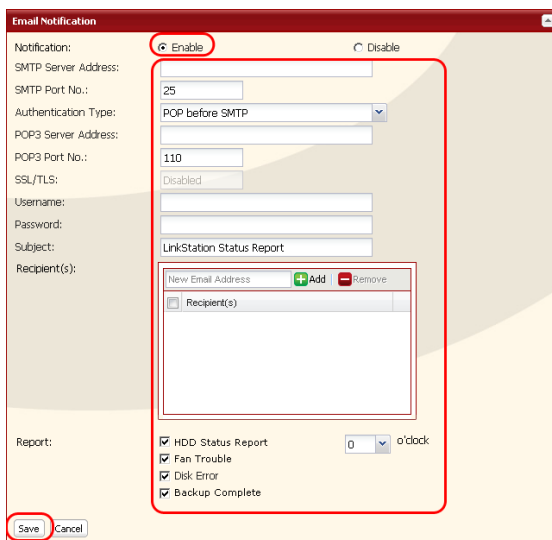 Email Notification
Notification: Enable Disable
SMTP Server Address:
SMTP Port No.: 25
Authentication Type: POP before SMTP
POP3 Server Address:
POP3 Port No.: 110
SSL/TLS: Disabled
Username:
Password:
Subject: LinkStation Status Report
Recipient(s): New Email Address Add Remove
Recipient(s)
Report: HDD Status Report 0 o'clock
Fan Trouble
Disk Error
Backup Complete
Save Cancel